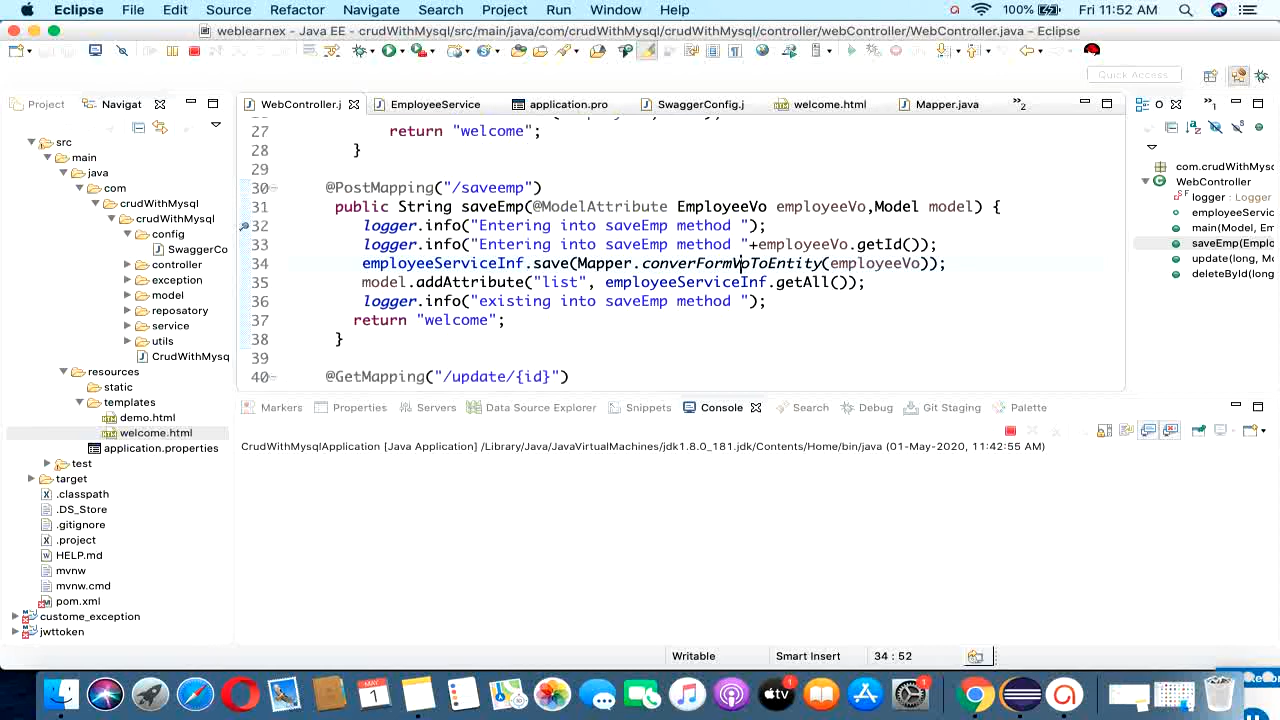 Eclipse File Edit Source Refactor Navigate Search Project Run Window Help 100% Fri 11:52 AM
weblearnex - Java EE - crudWithMysql/src/main/java/com/crudWithMysql/crudWithMysql/controller/webController/WebController.java - Eclipse
Quick Access
Project Navigat WebController.j EmployeeService application.pro SwaggerConfig.j welcome.html Mapper.java »2 O »1
src
main
java
com
crudWithMysql
crudWithMysql
config
SwaggerCo
controller
exception
model
reposatory
service
utils
CrudWithMysq
resources
static
templates
demo.html
welcome.html
application.properties
test
target
.classpath
.DS_Store
.gitignore
.project
HELP.md
mvnw
mvnw.cmd
pom.xml
custome_exception
jwttoken
27 return "welcome";
28 }
29
30 @PostMapping("/saveemp")
31 public String saveEmp(@ModelAttribute EmployeeVo employeeVo,Model model) {
32 logger.info("Entering into saveEmp method ");
33 logger.info("Entering into saveEmp method "+employeeVo.getId());
34 employeeServiceInf.save(Mapper.converFormVoToEntity(employeeVo));
35 model.addAttribute("list", employeeServiceInf.getAll());
36 logger.info("existing into saveEmp method ");
37 return "welcome";
38 }
39
40 @GetMapping("/update/{id}")
com.crudWithMysq
WebController
logger : Logger
employeeServic
main(Model, Em
saveEmp(Emplo
update(long, Mo
deleteById(long,
Markers Properties Servers Data Source Explorer Snippets Console Search Debug Git Staging Palette
CrudWithMysqlApplication [Java Application] /Library/Java/JavaVirtualMachines/jdk1.8.0_181.jdk/Contents/Home/bin/java (01-May-2020, 11:42:55 AM)
Writable Smart Insert 34 : 52
MAY
1
tv
1
1